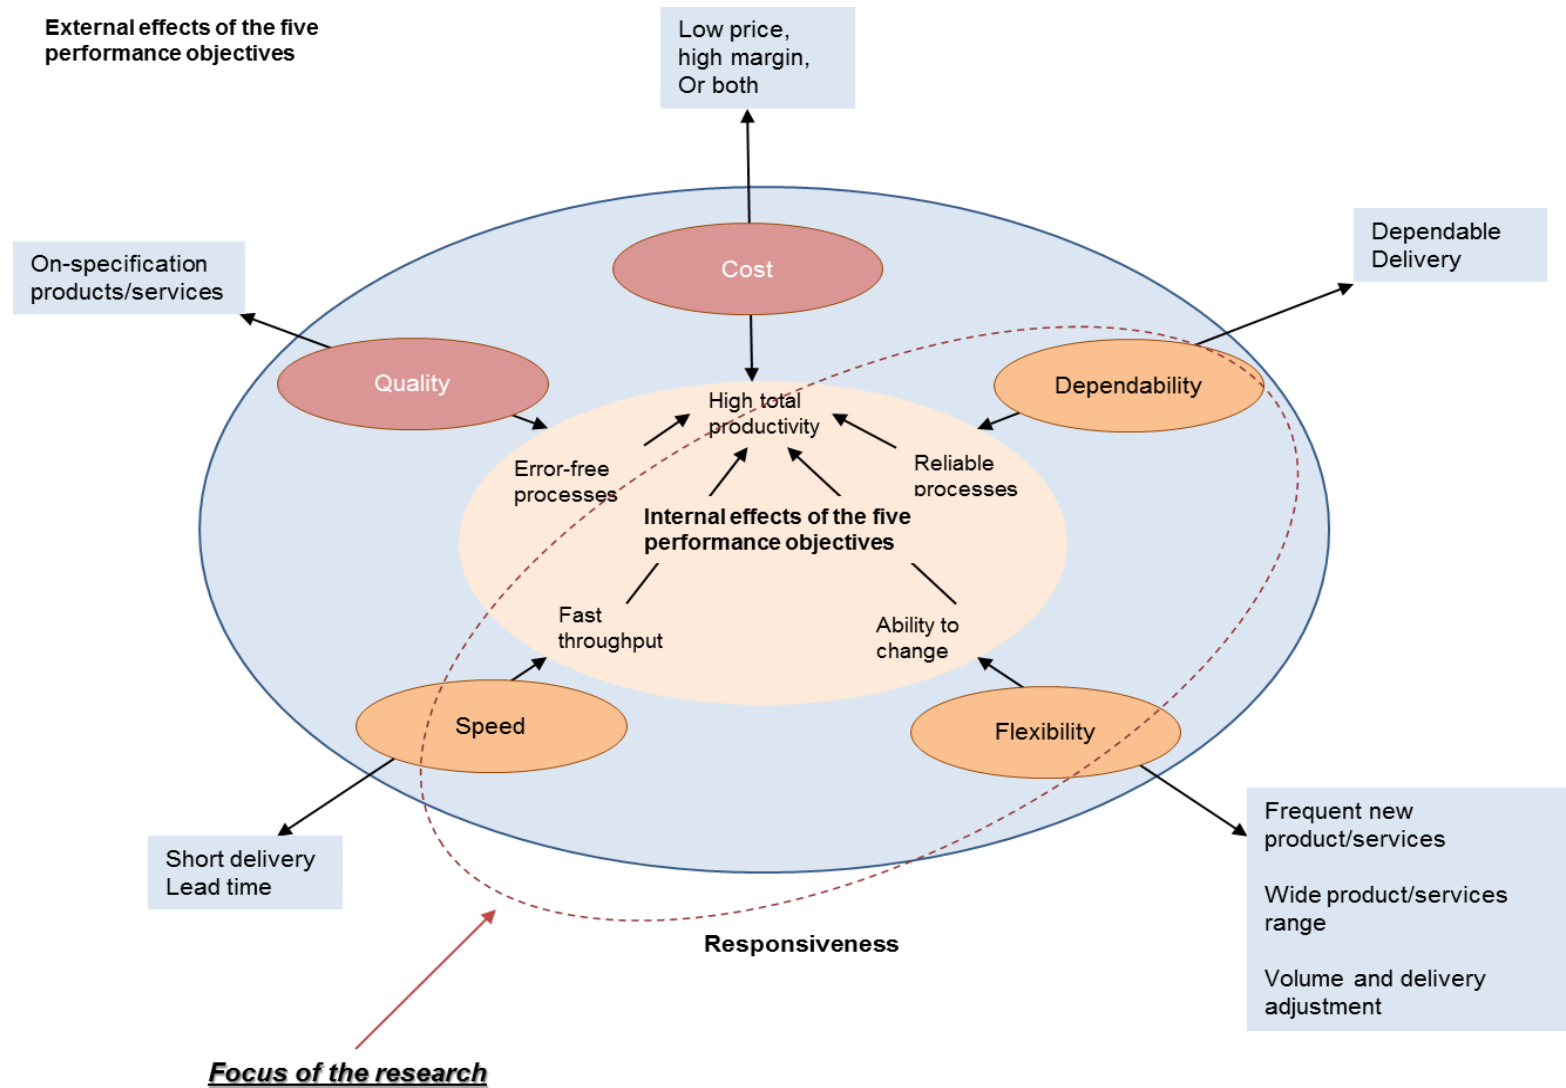 External effects of the five
performance objectives
Low price,
high margin,
Or both
On-specification
products/services
Dependable
Delivery
Cost
Quality
Dependability
High total
productivity
Error-free
processes
Reliable
processes
Internal effects of the five
performance objectives
Fast
throughput
Ability to
change
Speed
Flexibility
Short delivery
Lead time
Frequent new
product/services
Wide product/services
range
Volume and delivery
adjustment
Responsiveness
Focus of the research